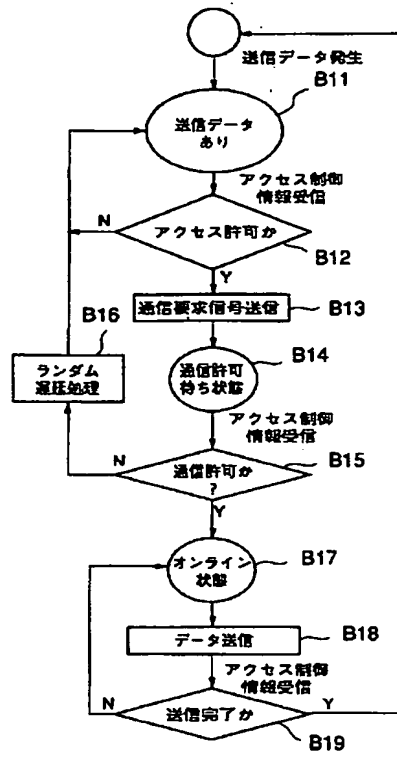 送信データ発生
B11
送信データ
あり
アクセス制御
情報受信
N
アクセス許可か
B12
Y
通信要求信号送信
B13
B16
ランダム
遅延処理
B14
通信許可
待ち状態
アクセス制御
情報受信
N
通信許可か
?
B15
Y
オンライン
状態
B17
データ送信
B18
アクセス制御
情報受信
N
送信完了か
Y
B19